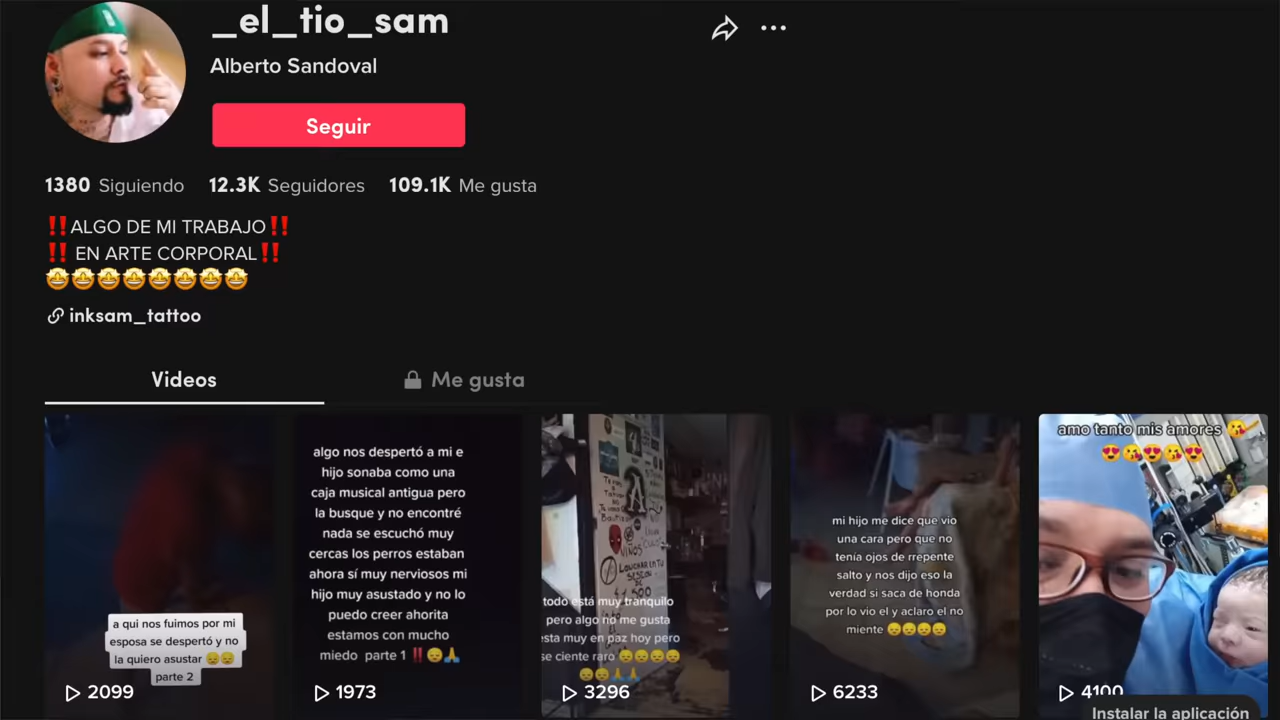 _el_tio_sam
Alberto Sandoval
Seguir
1380 Siguiendo 12.3K Seguidores 109.1K Me gusta
‼️ALGO DE MI TRABAJO‼️
‼️ EN ARTE CORPORAL‼️
🤩🤩🤩🤩🤩🤩🤩🤩
inksam_tattoo
Videos
Me gusta
a qui nos fuimos por mi
esposa se despertó y no
la quiero asustar 😞😞
parte 2
2099
algo nos despertó a mi e
hijo sonaba como una
caja musical antigua pero
la busque y no encontré
nada se escuchó muy
cercas los perros estaban
ahora sí muy nerviosos mi
hijo muy asustado y no lo
puedo creer ahorita
estamos con mucho
miedo parte 1 ‼️😞🙏
1973
VINOS
todo está muy tranquilo
pero algo no me gusta
esta muy en paz hoy pero
se ciente raro 😞😞😞😞
😞😞🙏🙏
3296
mi hijo me dice que vio
una cara pero que no
tenía ojos de rrepente
salto y nos dijo eso la
verdad si saca de honda
por lo vio el y aclaro el no
miente 😞😞😞😞
6233
amo tanto mis amores 😘
😍😘😍😘😍
4100
Instalar la aplicación